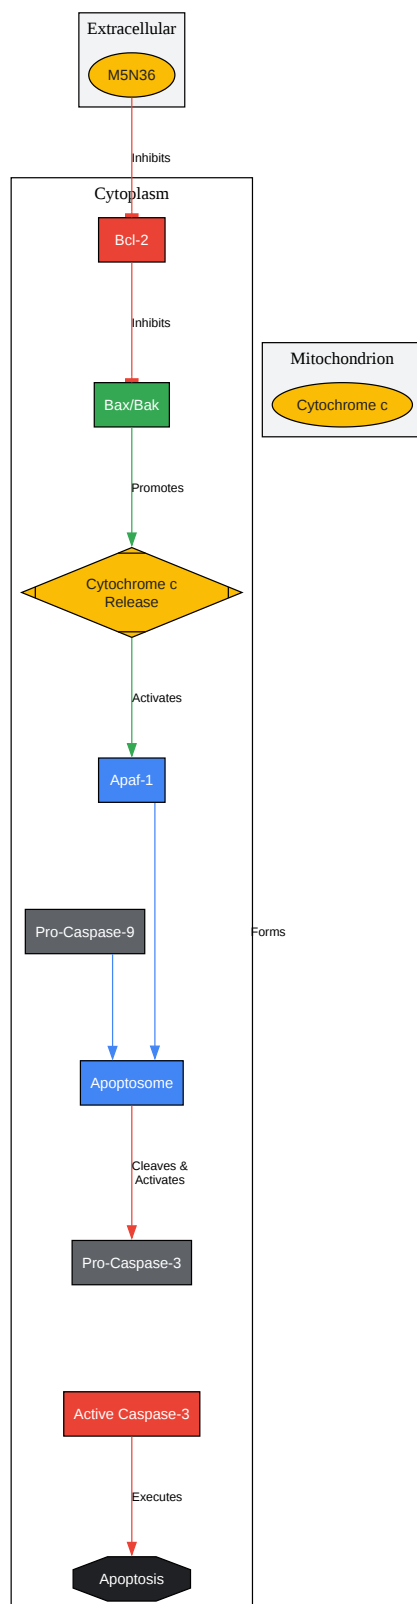 Extracellular
M5N36
Inhibits
Cytoplasm
Bcl-2
Inhibits
Mitochondrion
Bax/Bak
Cytochrome c
Promotes
Cytochrome c
Release
Activates
Apaf-1
Pro-Caspase-9
Forms
Apoptosome
Cleaves &
Activates
Pro-Caspase-3
Active Caspase-3
Executes
Apoptosis